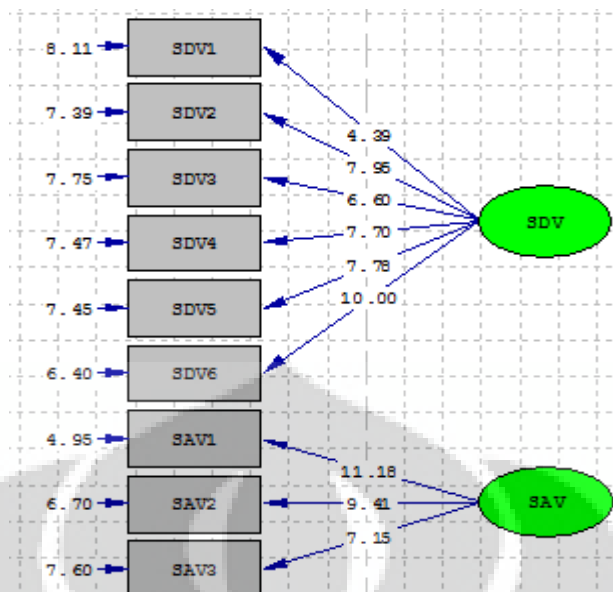 8.11 SDV1
4.39
7.39 SDV2
7.95
7.75 SDV3
6.60
SDV
7.47 SDV4
7.70
7.78
7.45 SDV5
10.00
6.40 SDV6
4.95 SAV1
11.18
6.70 SAV2
9.41
SAV
7.15
7.60 SAV3